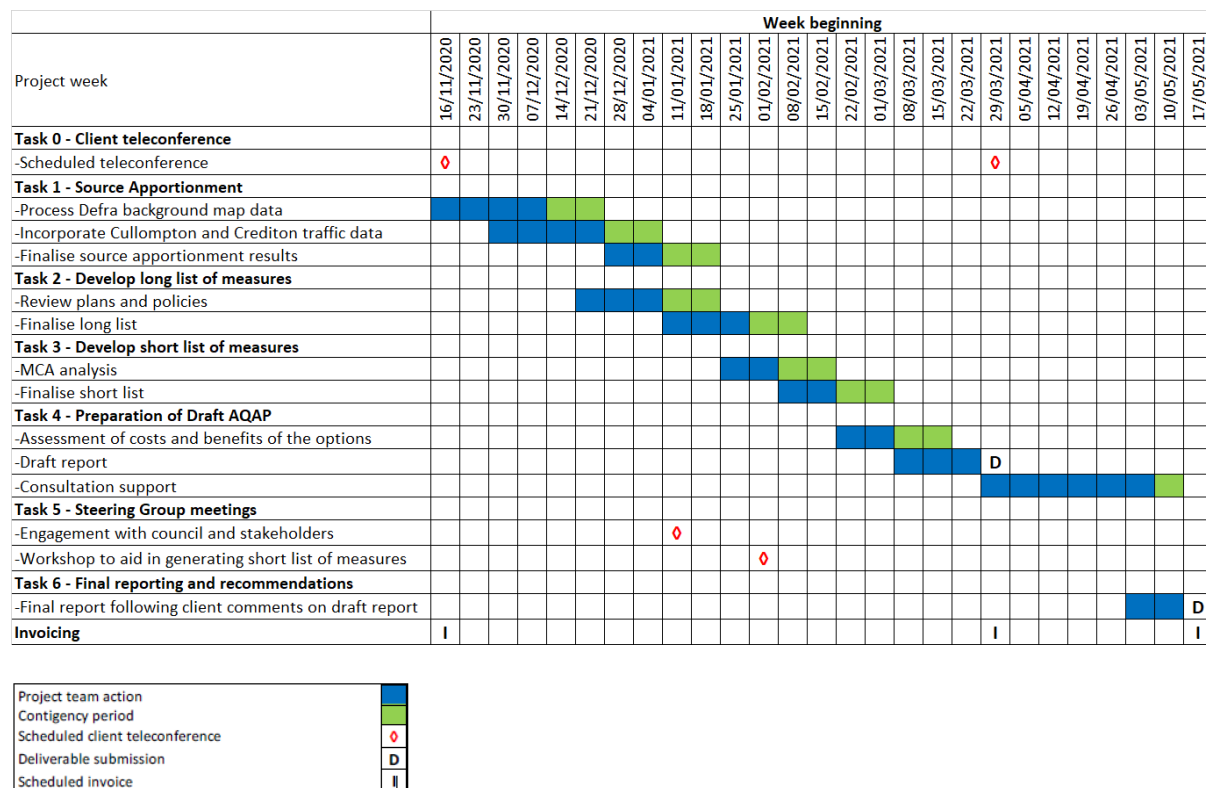 Week beginning
Project week 16/11/2020 23/11/2020 30/11/2020 07/12/2020 14/12/2020 21/12/2020 28/12/2020 04/01/2021 11/01/2021 18/01/2021 25/01/2021 01/02/2021 08/02/2021 15/02/2021 22/02/2021 01/03/2021 08/03/2021 15/03/2021 22/03/2021 29/03/2021 05/04/2021 12/04/2021 19/04/2021 26/04/2021 03/05/2021 10/05/2021 17/05/2021
Task 0 - Client teleconference
-Scheduled teleconference ◊ ◊
Task 1 - Source Apportionment
-Process Defra background map data
-Incorporate Cullompton and Crediton traffic data
-Finalise source apportionment results
Task 2 - Develop long list of measures
-Review plans and policies
-Finalise long list
Task 3 - Develop short list of measures
-MCA analysis
-Finalise short list
Task 4 - Preparation of Draft AQAP
-Assessment of costs and benefits of the options
-Draft report D
-Consultation support
Task 5 - Steering Group meetings
-Engagement with council and stakeholders ◊
-Workshop to aid in generating short list of measures ◊
Task 6 - Final reporting and recommendations
-Final report following client comments on draft report D
Invoicing I I I
Project team action
Contigency period
Scheduled client teleconference ◊
Deliverable submission D
Scheduled invoice I